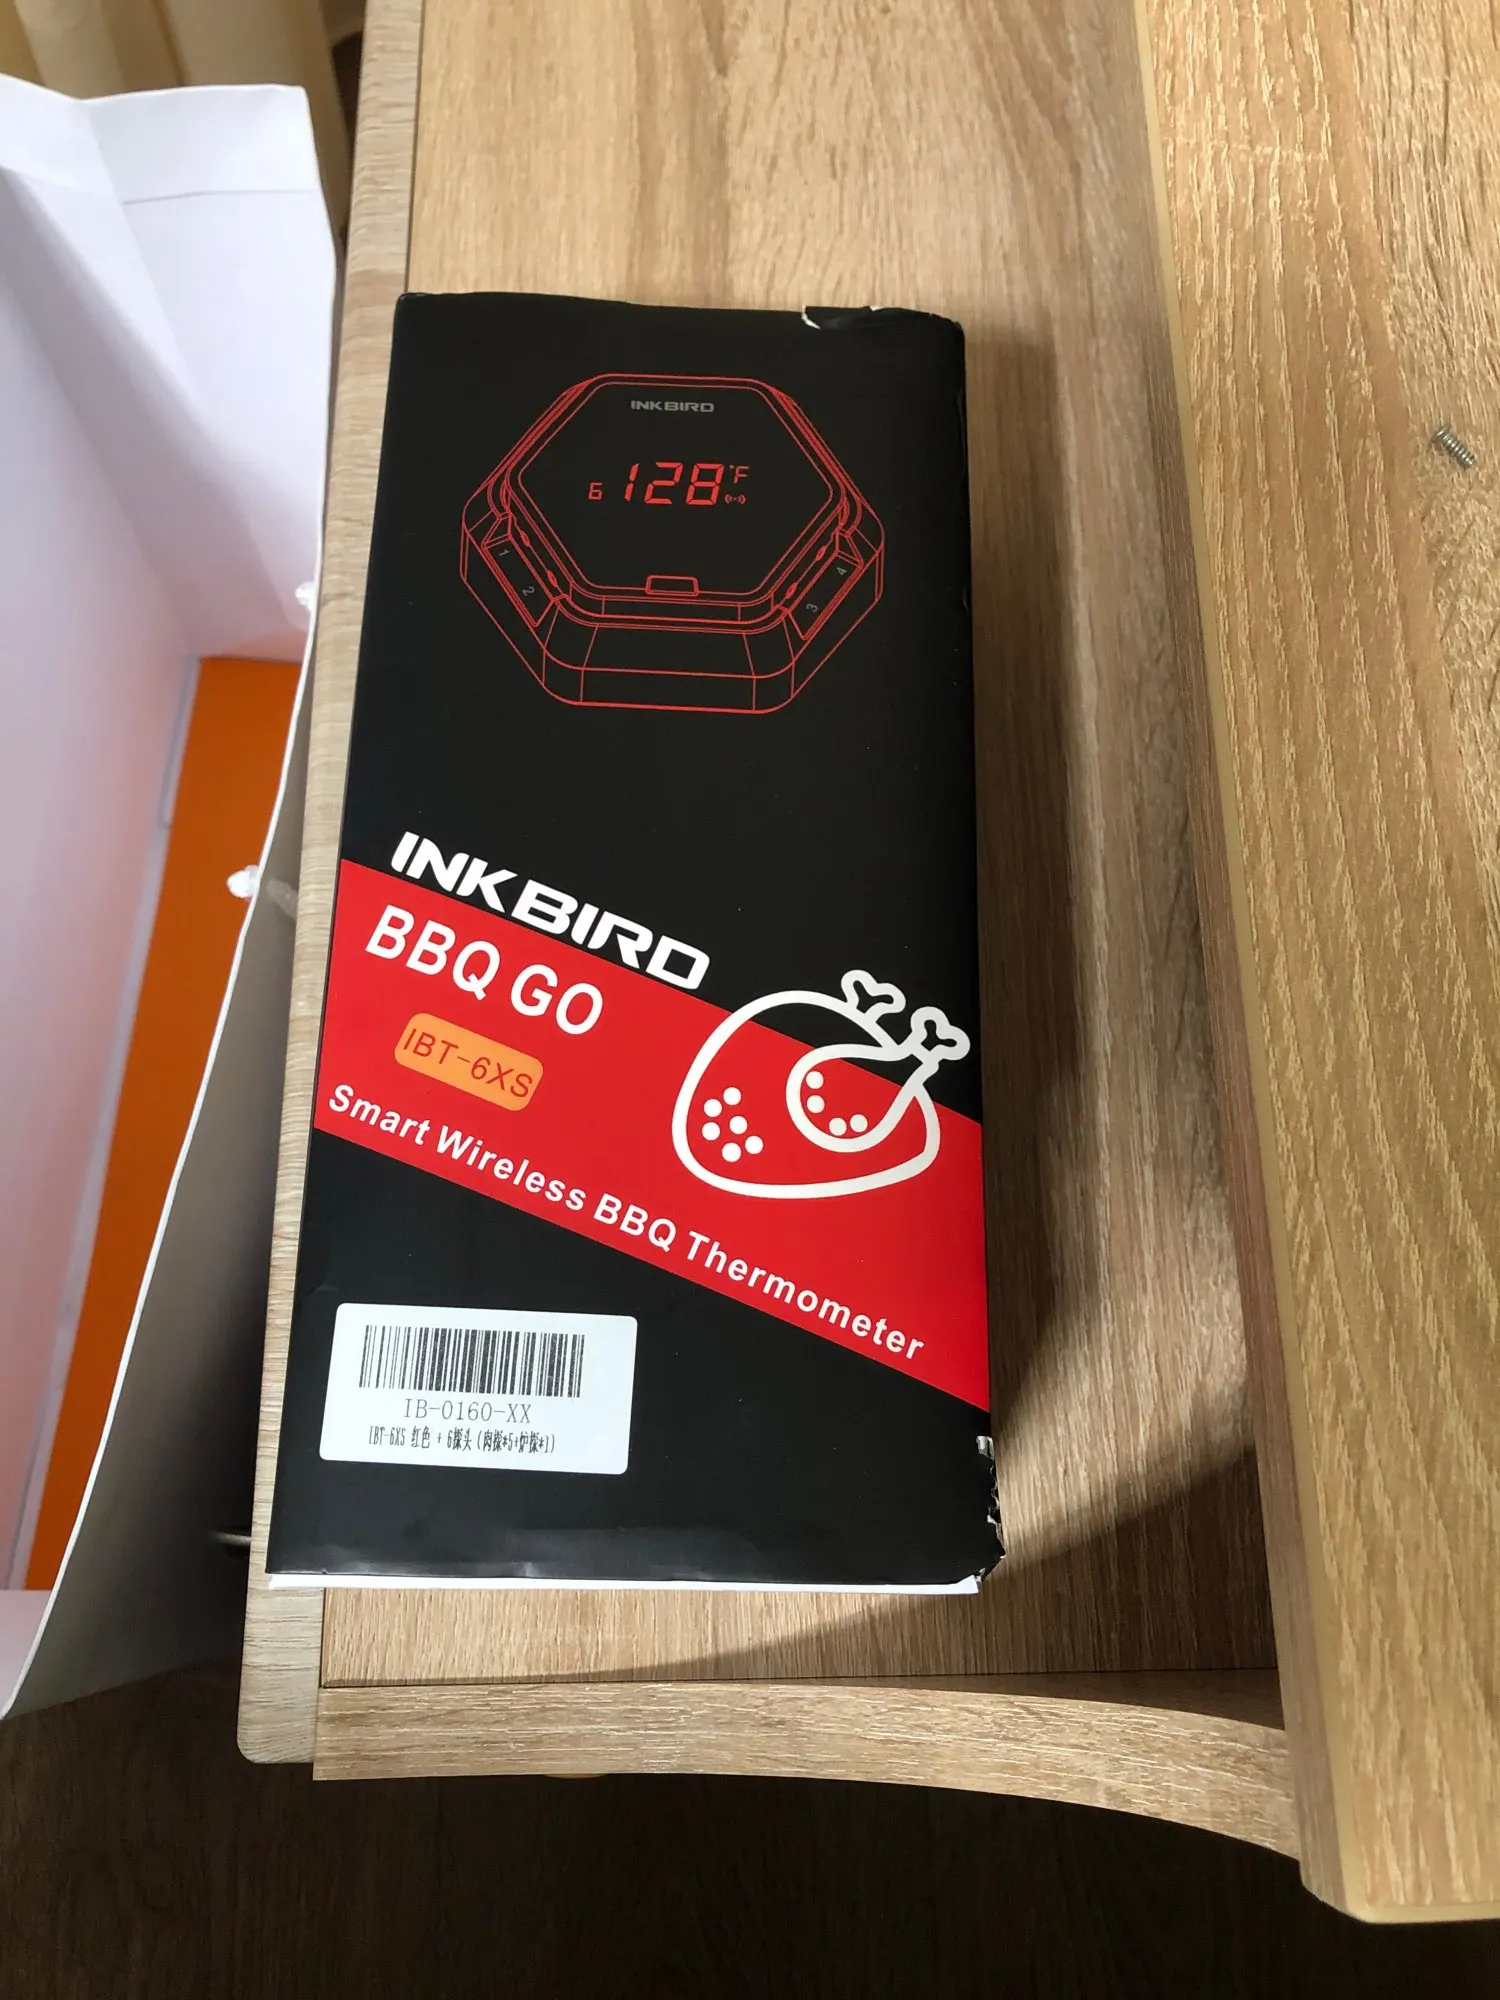 INKBIRD
6 128°F
1
2
3
4
INKBIRD
BBQ GO
IBT-6XS
Smart Wireless BBQ Thermometer
IB-0160-XX
IBT-6XS 红色 + 6探头 (肉探*5+炉探*1)